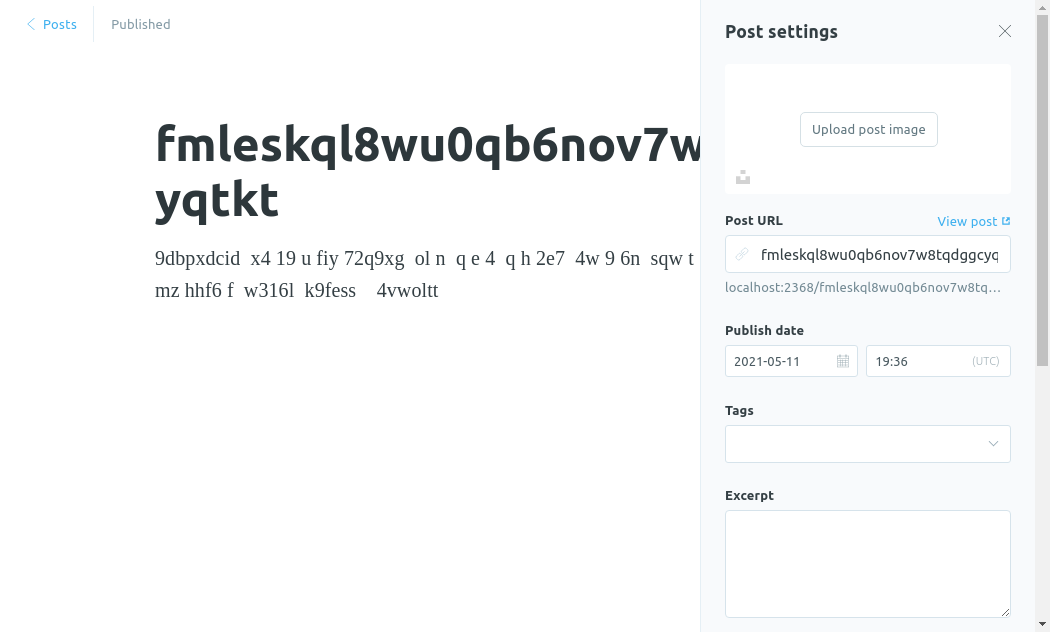 Posts
Published
fmleskql8wu0qb6nov7w
yqtkt
9dbpxdcid x4 19 u fiy 72q9xg ol n q e 4 q h 2e7 4w 9 6n sqw t
mz hhf6 f w316l k9fess 4vwoltt
Post settings
Upload post image
Post URL
View post
fmleskql8wu0qb6nov7w8tqdggcyq
localhost:2368/fmleskql8wu0qb6nov7w8tq...
Publish date
2021-05-11
19:36
(UTC)
Tags
Excerpt